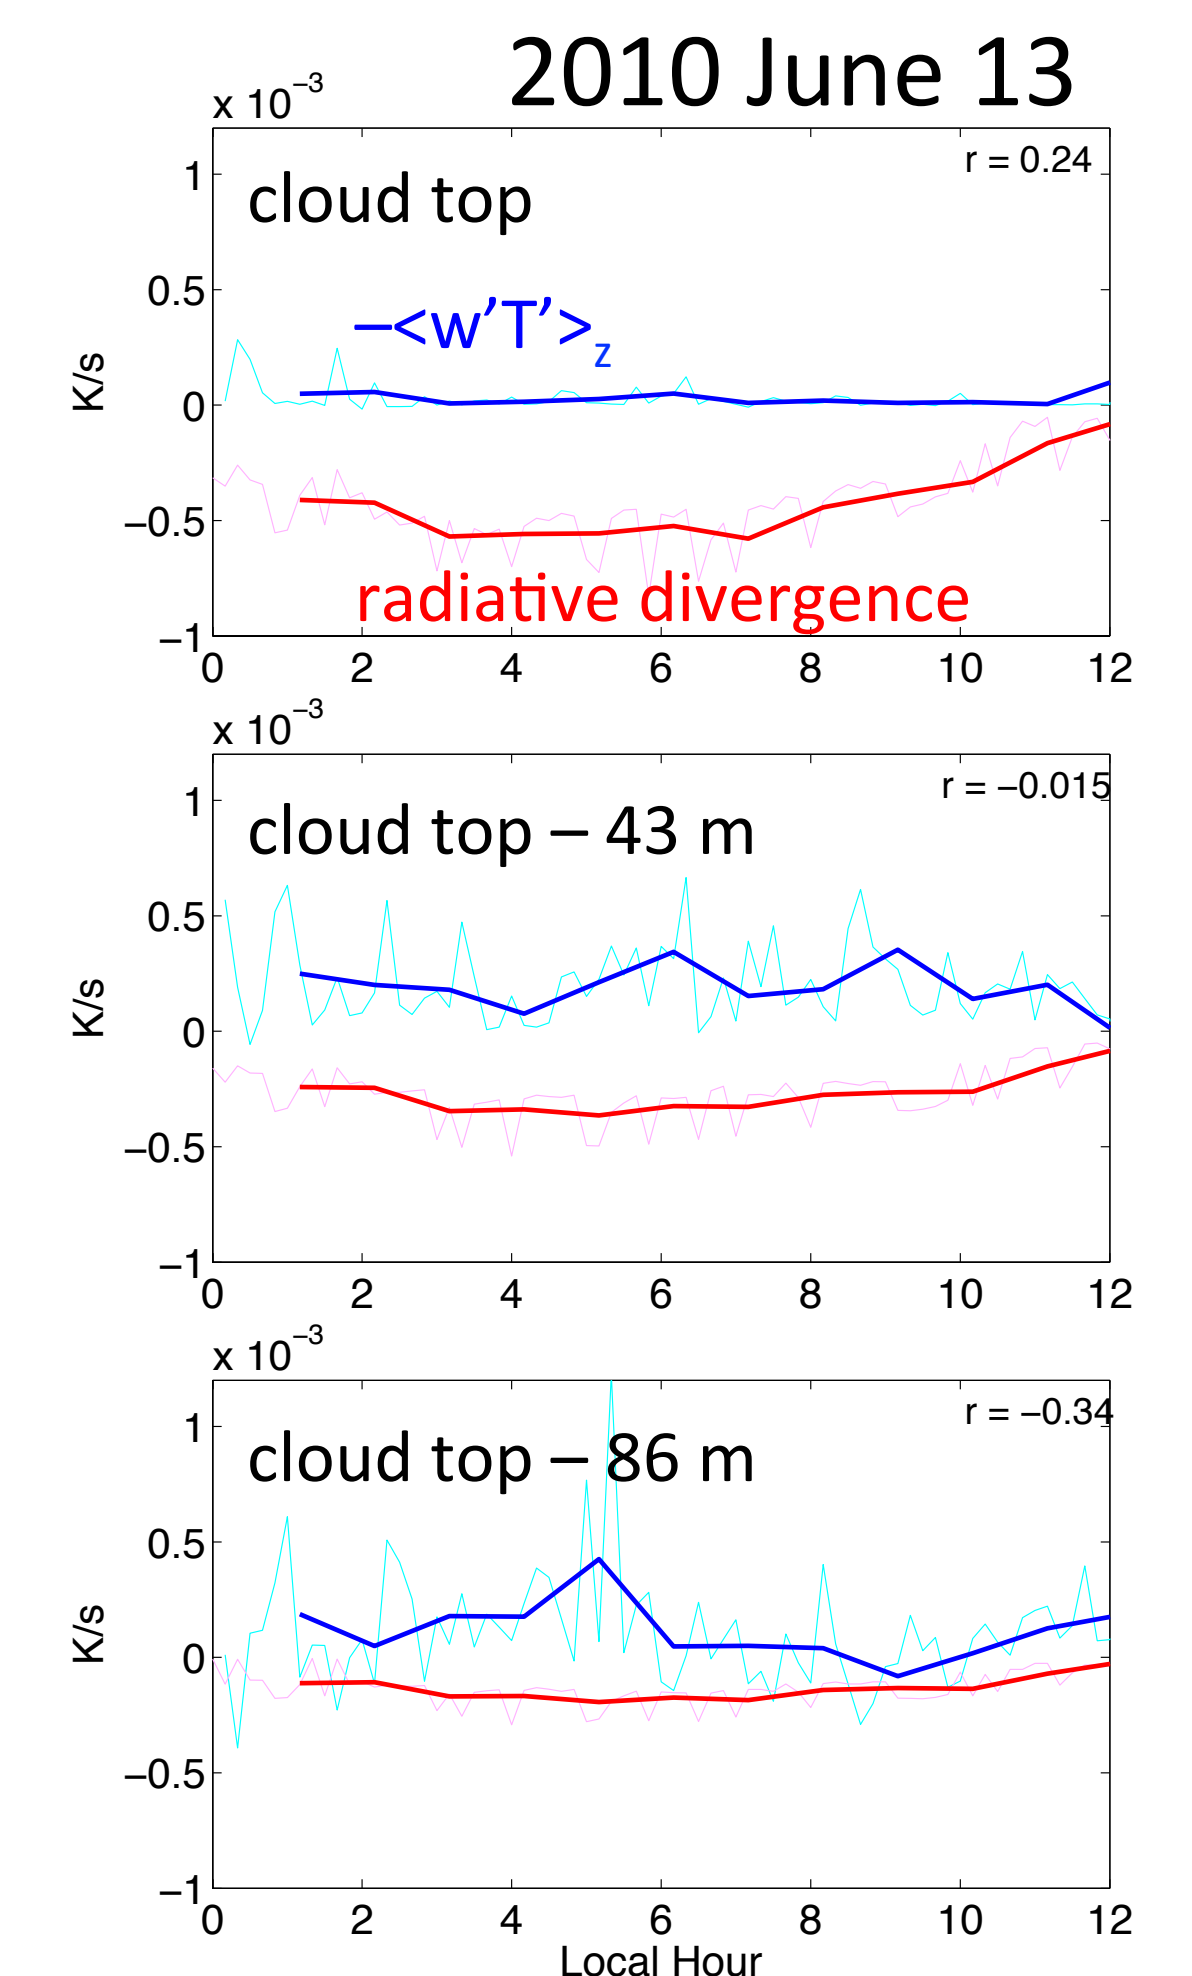 2010 June 13
x 10⁻³
r = 0.24
1
cloud top
0.5
−<w′T′>z
K/s
0
−0.5
radiative divergence
−1
0 2 4 6 8 10 12
x 10⁻³
r = −0.015
1
cloud top – 43 m
0.5
K/s
0
−0.5
−1
0 2 4 6 8 10 12
x 10⁻³
r = −0.34
1
cloud top – 86 m
0.5
K/s
0
−0.5
−1
0 2 4 6 8 10 12
Local Hour